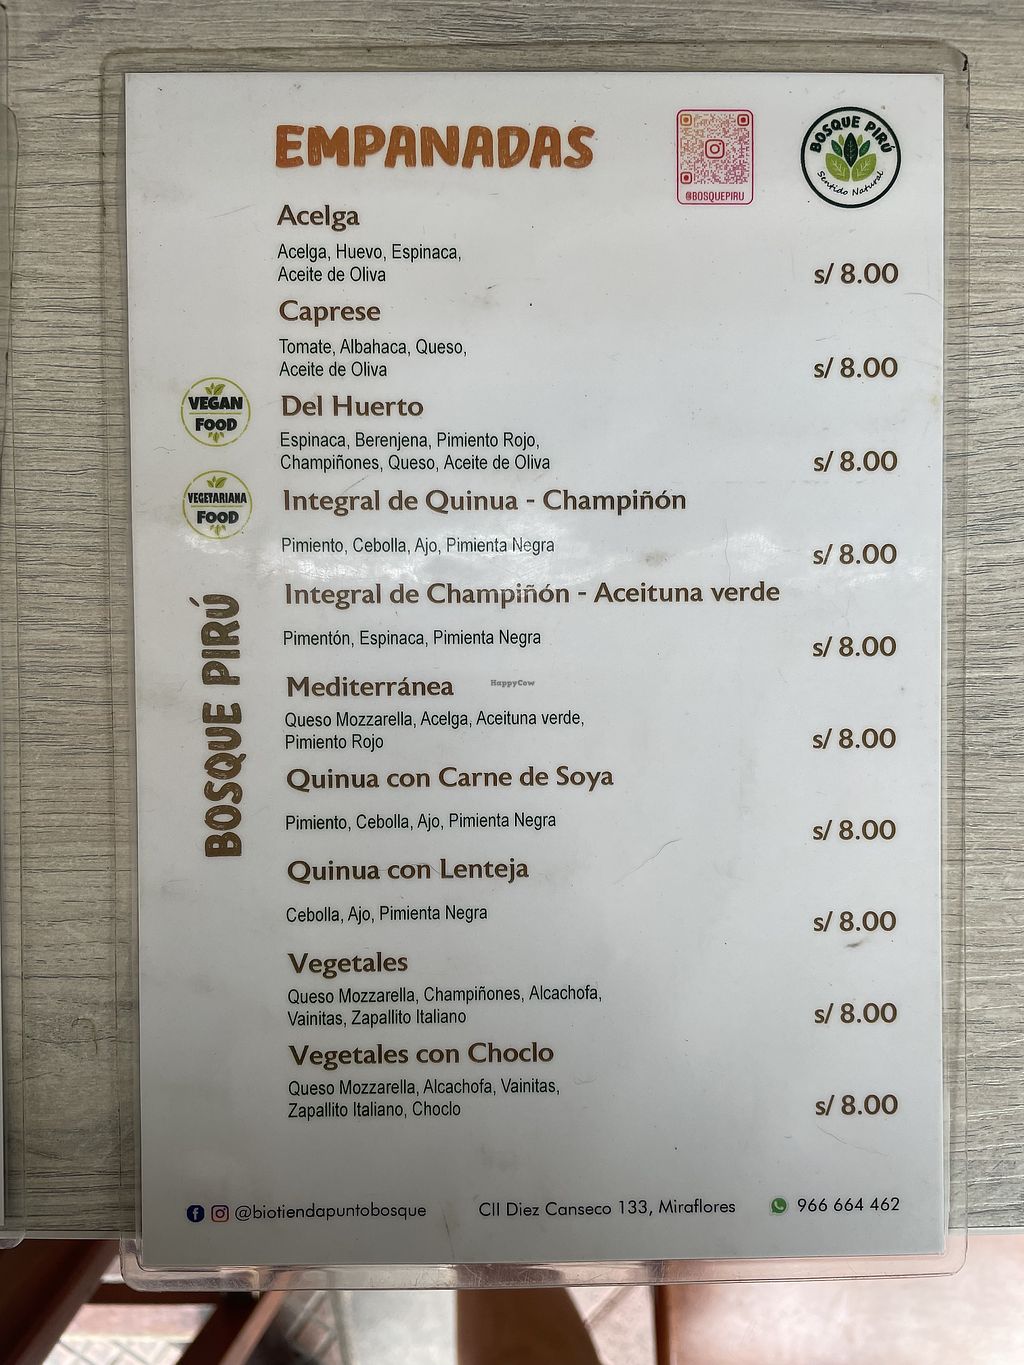 EMPANADAS
@BOSQUEPIRU
BOSQUE PIRÚ
Sentido Natural
Acelga
Acelga, Huevo, Espinaca,
Aceite de Oliva
s/ 8.00
Caprese
Tomate, Albahaca, Queso,
Aceite de Oliva
s/ 8.00
VEGAN
FOOD
Del Huerto
Espinaca, Berenjena, Pimiento Rojo,
Champiñones, Queso, Aceite de Oliva
s/ 8.00
VEGETARIANA
FOOD
Integral de Quinua - Champiñón
Pimiento, Cebolla, Ajo, Pimienta Negra
s/ 8.00
Integral de Champiñón - Aceituna verde
Pimentón, Espinaca, Pimienta Negra
s/ 8.00
BOSQUE PIRÚ
Mediterránea
HappyCow
Queso Mozzarella, Acelga, Aceituna verde,
Pimiento Rojo
s/ 8.00
Quinua con Carne de Soya
Pimiento, Cebolla, Ajo, Pimienta Negra
s/ 8.00
Quinua con Lenteja
Cebolla, Ajo, Pimienta Negra
s/ 8.00
Vegetales
Queso Mozzarella, Champiñones, Alcachofa,
Vainitas, Zapallito Italiano
s/ 8.00
Vegetales con Choclo
Queso Mozzarella, Alcachofa, Vainitas,
Zapallito Italiano, Choclo
s/ 8.00
@biotiendapuntobosque Cll Diez Canseco 133, Miraflores 966 664 462